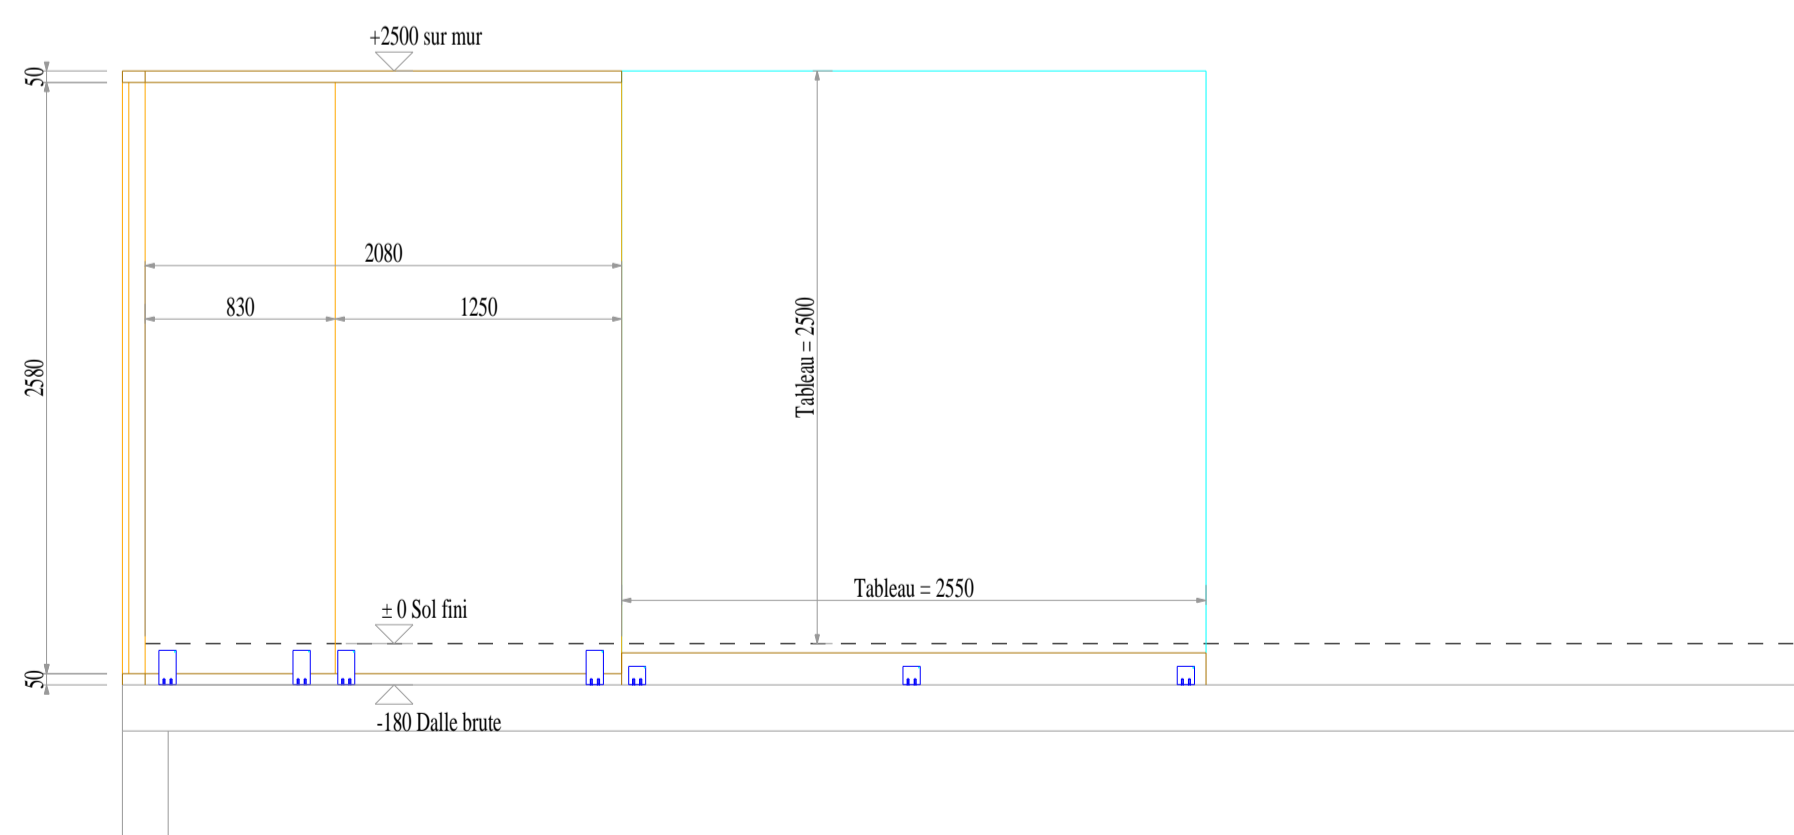 +2500 sur mur
50
2080
830
1250
2580
Tableau = 2500
Tableau = 2550
± 0 Sol fini
50
-180 Dalle brute